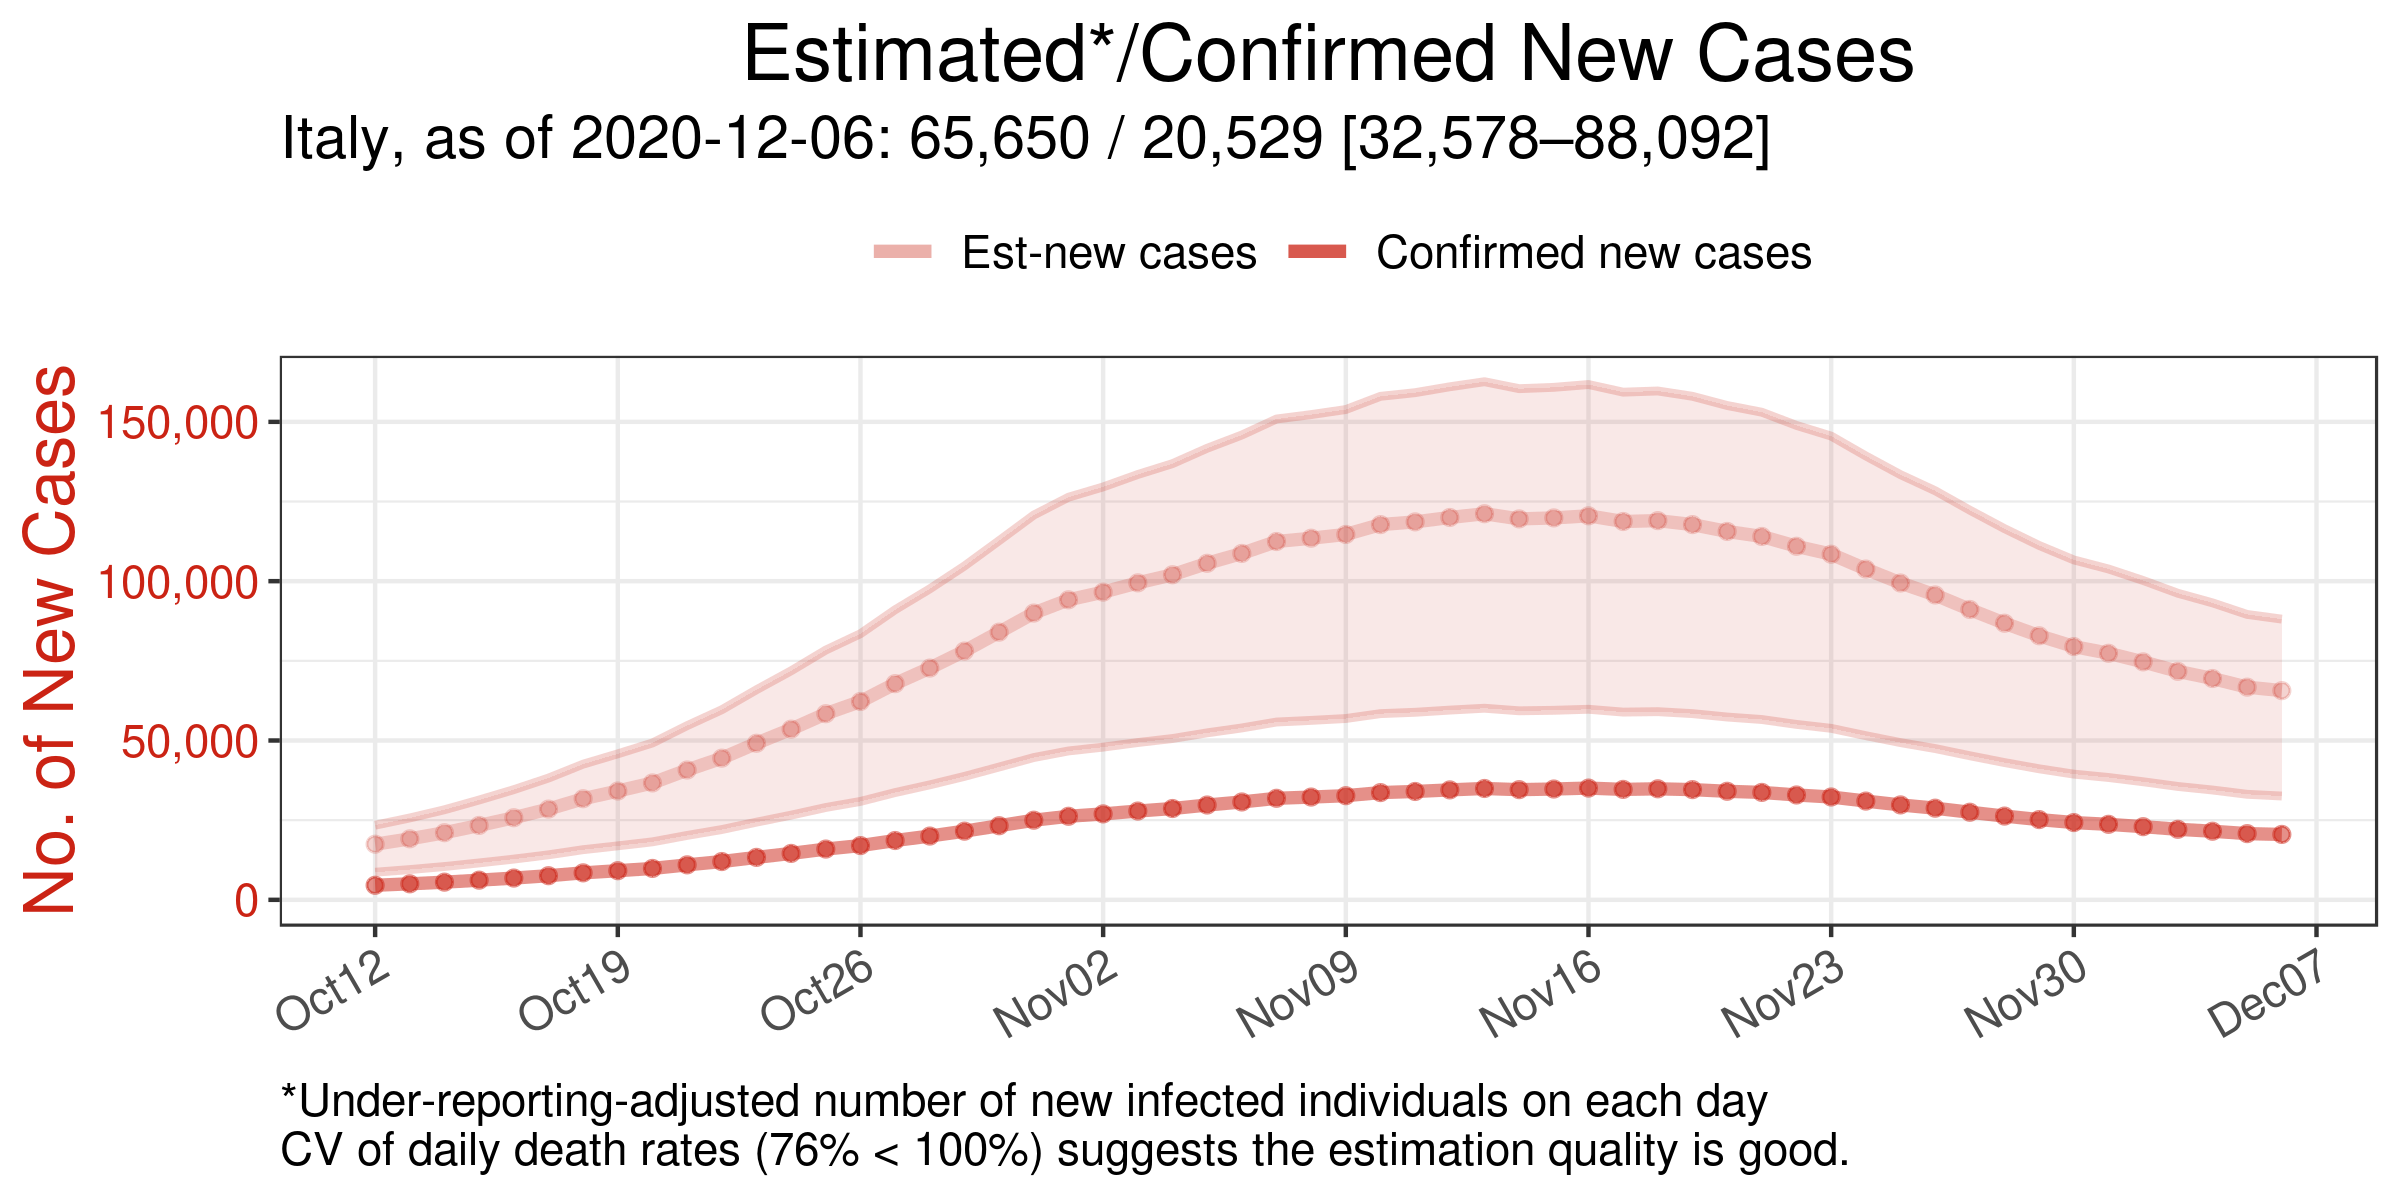 Estimated*/Confirmed New Cases
Italy, as of 2020-12-06: 65,650 / 20,529 [32,578–88,092]
Est-new cases
Confirmed new cases
No. of New Cases
150,000
100,000
50,000
0
Oct12
Oct19
Oct26
Nov02
Nov09
Nov16
Nov23
Nov30
Dec07
*Under-reporting-adjusted number of new infected individuals on each day
CV of daily death rates (76% < 100%) suggests the estimation quality is good.